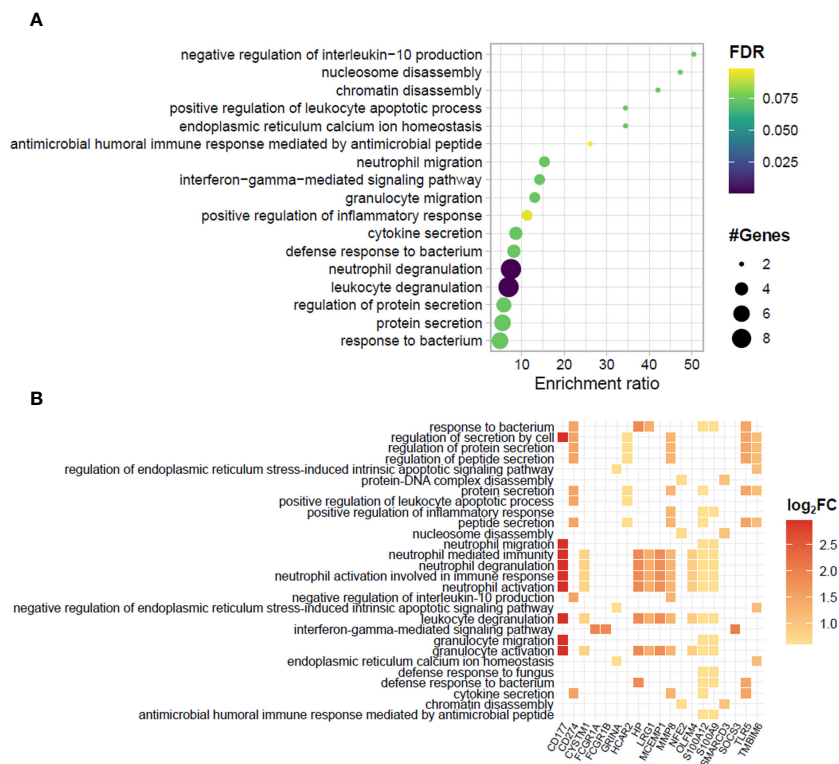 A
negative regulation of interleukin−10 production
nucleosome disassembly
chromatin disassembly
positive regulation of leukocyte apoptotic process
endoplasmic reticulum calcium ion homeostasis
antimicrobial humoral immune response mediated by antimicrobial peptide
neutrophil migration
interferon−gamma−mediated signaling pathway
granulocyte migration
positive regulation of inflammatory response
cytokine secretion
defense response to bacterium
neutrophil degranulation
leukocyte degranulation
regulation of protein secretion
protein secretion
response to bacterium
10 20 30 40 50
Enrichment ratio
FDR
0.075
0.050
0.025
#Genes
2
4
6
8
B
response to bacterium
regulation of secretion by cell
regulation of protein secretion
regulation of peptide secretion
regulation of endoplasmic reticulum stress-induced intrinsic apoptotic signaling pathway
protein-DNA complex disassembly
protein secretion
positive regulation of leukocyte apoptotic process
positive regulation of inflammatory response
peptide secretion
nucleosome disassembly
neutrophil migration
neutrophil mediated immunity
neutrophil degranulation
neutrophil activation involved in immune response
neutrophil activation
negative regulation of interleukin-10 production
negative regulation of endoplasmic reticulum stress-induced intrinsic apoptotic signaling pathway
leukocyte degranulation
interferon-gamma-mediated signaling pathway
granulocyte migration
granulocyte activation
endoplasmic reticulum calcium ion homeostasis
defense response to fungus
defense response to bacterium
cytokine secretion
chromatin disassembly
antimicrobial humoral immune response mediated by antimicrobial peptide
CD177 CD274 CYSTM1 FCGR1A FCGR1B GRINA HCAR2 HP LRG1 MCEMP1 MMP8 NFE2 OLFM4 S100A12 S100A9 SMARCD3 SOCS3 TLR5 TMBIM6
log₂FC
2.5
2.0
1.5
1.0